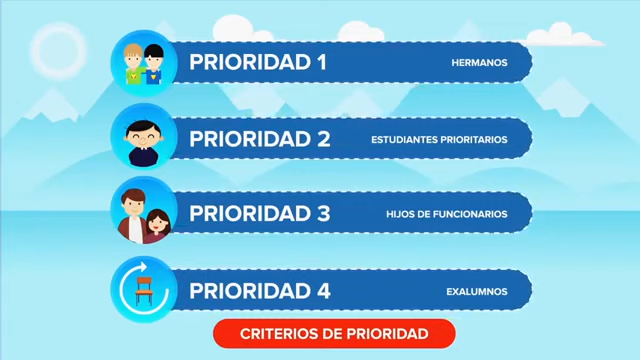 PRIORIDAD 1 HERMANOS
PRIORIDAD 2 ESTUDIANTES PRIORITARIOS
PRIORIDAD 3 HIJOS DE FUNCIONARIOS
PRIORIDAD 4 EXALUMNOS
CRITERIOS DE PRIORIDAD